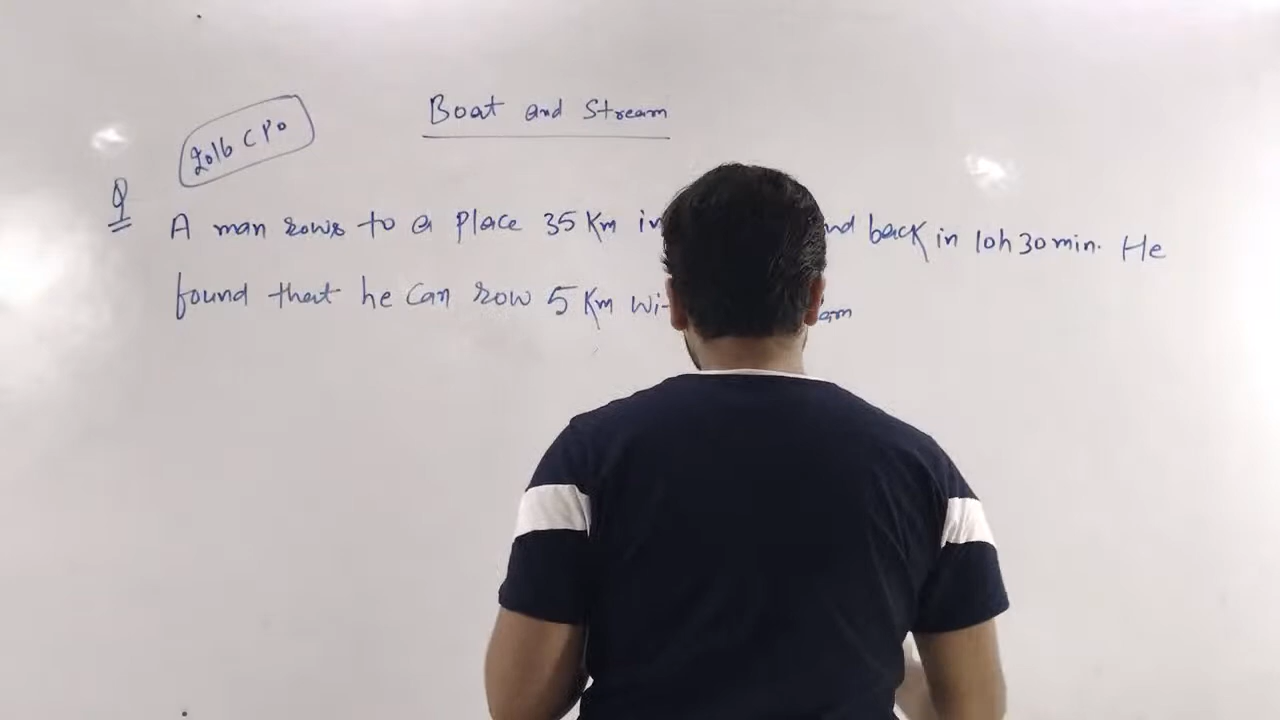 Boat and Stream
2016 CPO
Q
A man rows to a place 35 Km back in 10h 30 min. He
found that he can row 5 Km